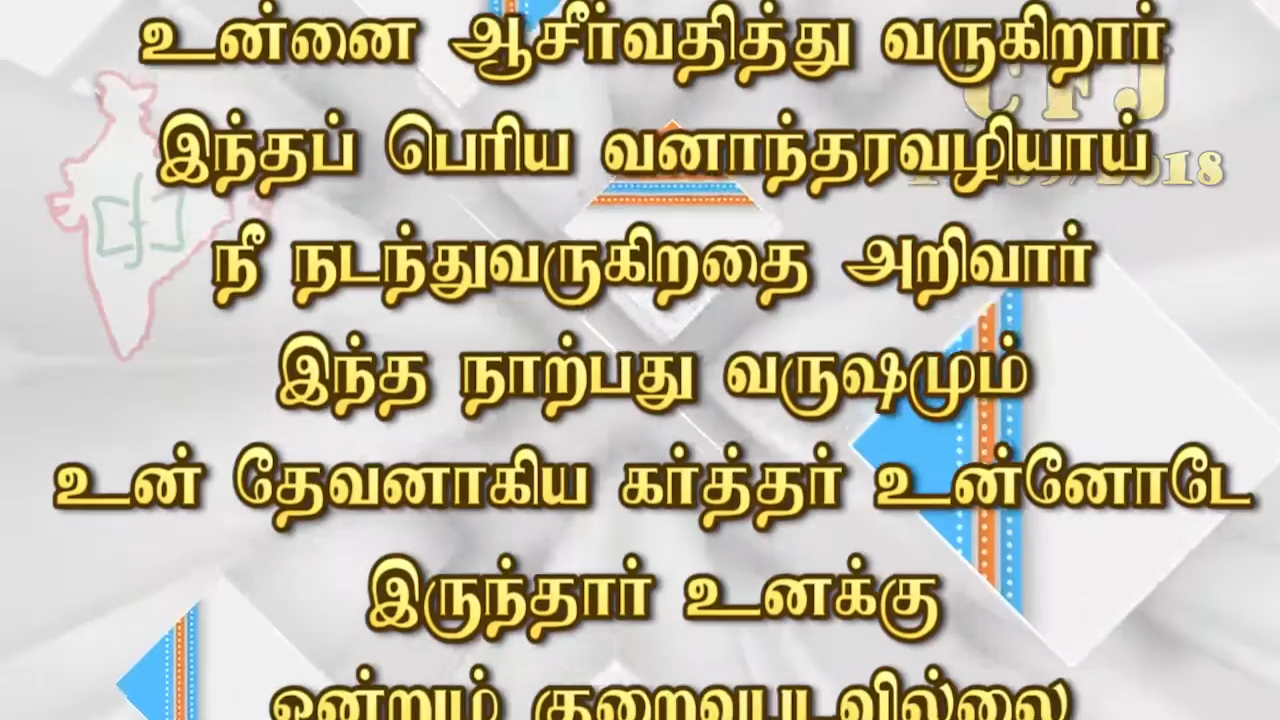 உன்னை ஆசீர்வதித்து வருகிறார்
CFJ
இந்தப் பெரிய வனாந்தரவழியாய்
நீ நடந்துவருகிறதை அறிவார்
இந்த நாற்பது வருஷமும்
உன் தேவனாகிய கர்த்தர் உன்னோடே
இருந்தார் உனக்கு
ஒன்றும் குறைவுபடவில்லை